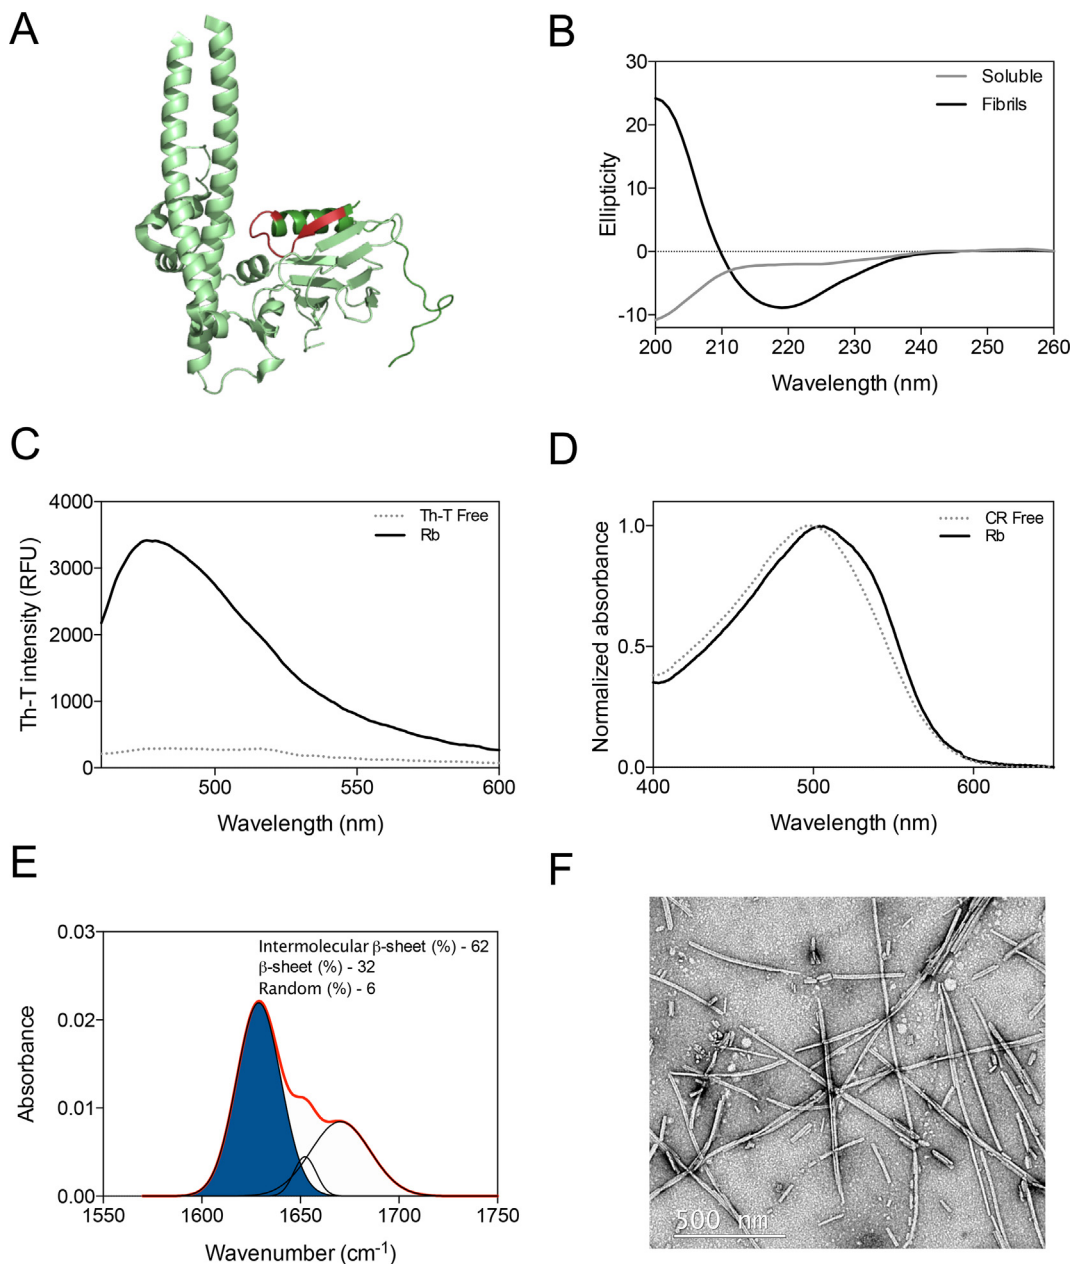 A
B
30
20
10
0
-10
Ellipticity
Soluble
Fibrils
200 210 220 230 240 250 260
Wavelength (nm)
C
4000
3000
2000
1000
0
Th-T intensity (RFU)
Th-T Free
Rb
500 550 600
Wavelength (nm)
D
1.0
0.5
0.0
Normalized absorbance
CR Free
Rb
400 500 600
Wavelength (nm)
E
0.03
0.02
0.01
0.00
Absorbance
Intermolecular β-sheet (%) - 62
β-sheet (%) - 32
Random (%) - 6
1550 1600 1650 1700 1750
Wavenumber (cm-1)
F
500 nm